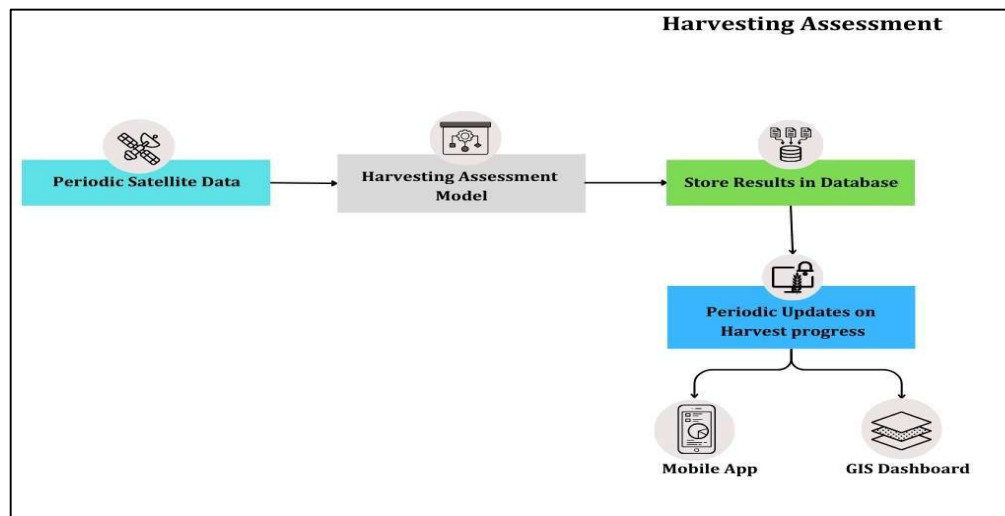 Harvesting Assessment
Periodic Satellite Data
Harvesting Assessment
Model
Store Results in Database
Periodic Updates on
Harvest progress
Mobile App
GIS Dashboard